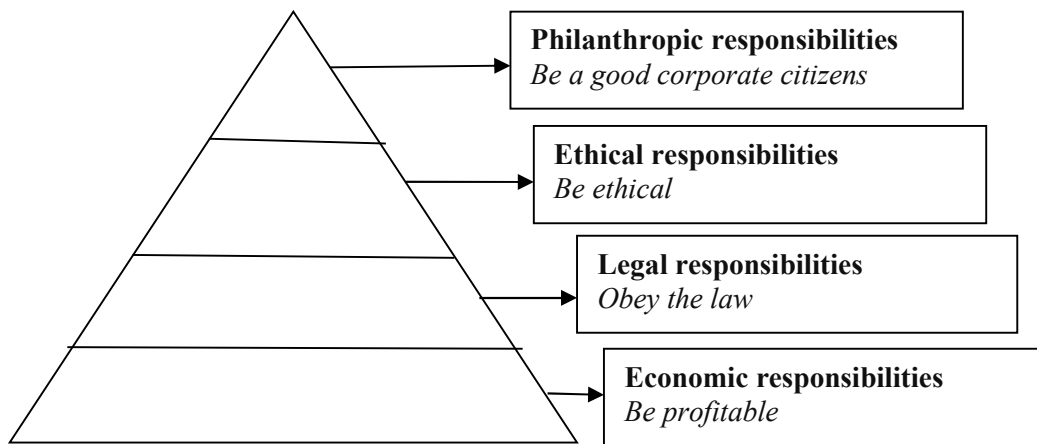 Philanthropic responsibilities
Be a good corporate citizens
Ethical responsibilities
Be ethical
Legal responsibilities
Obey the law
Economic responsibilities
Be profitable